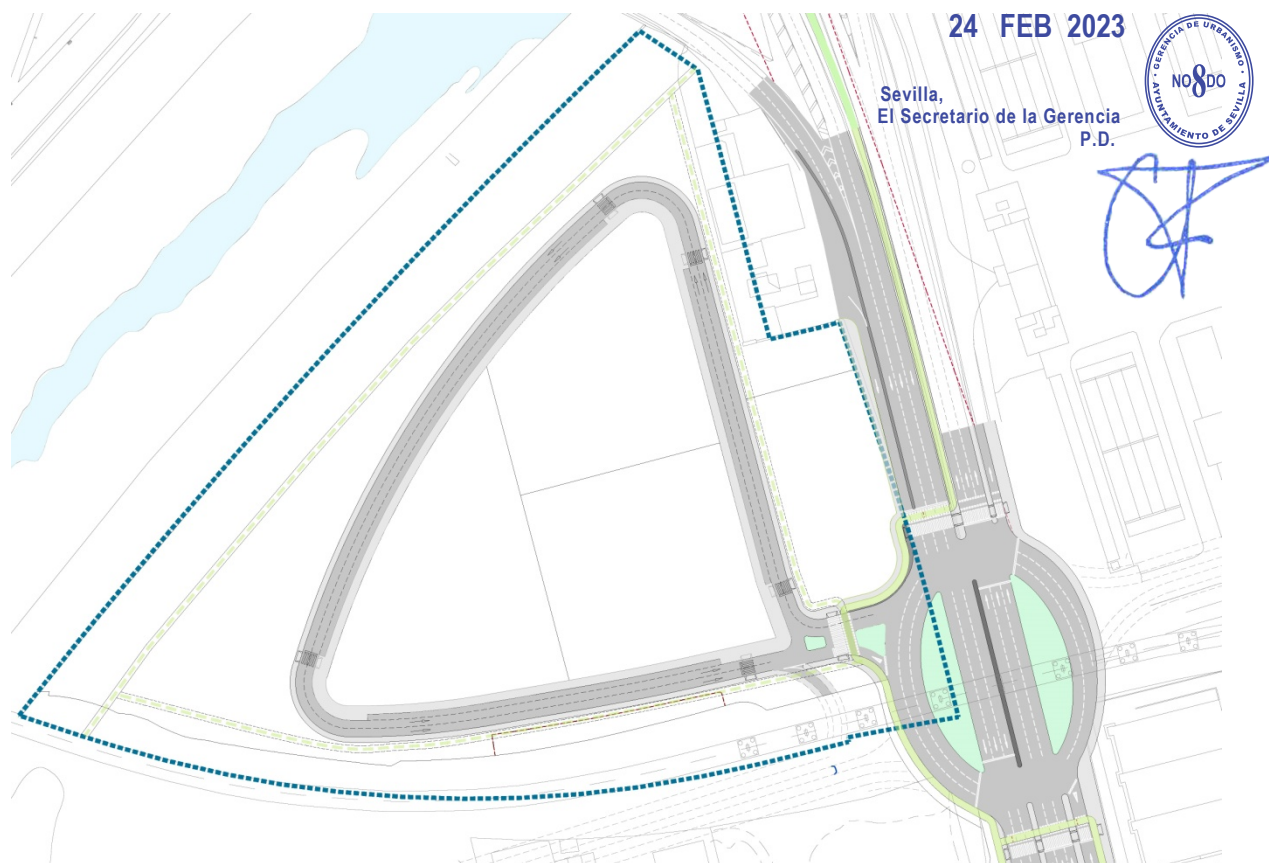 24 FEB 2023
Sevilla,
El Secretario de la Gerencia
P.D.
GERENCIA DE URBANISMO
NO8DO
AYUNTAMIENTO DE SEVILLA